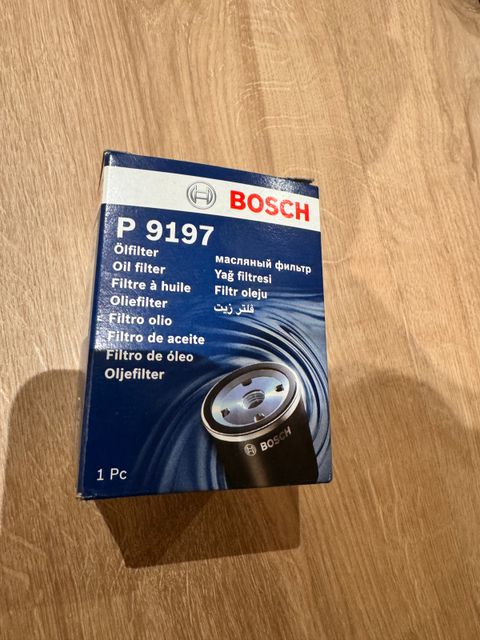 BOSCH
P 9197
Ölfilter
Oil filter
Filtre à huile
Oliefilter
Filtro olio
Filtro de aceite
Filtro de óleo
Oljefilter
масляный фильтр
Yağ filtresi
Filtr oleju
فلتر زيت
BOSCH
1 Pc